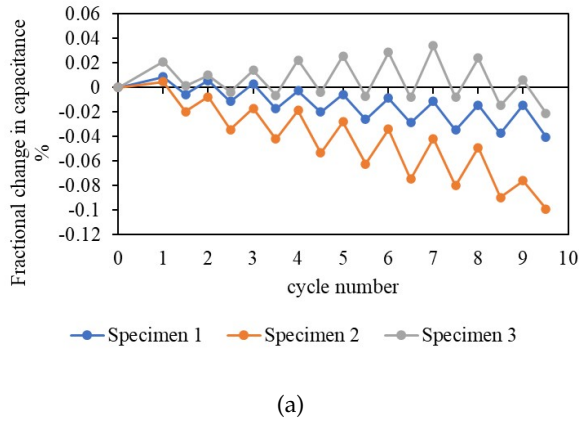 0.06
0.04
0.02
0
-0.02
-0.04
-0.06
-0.08
-0.1
-0.12
Fractional change in capacitance
%
0 1 2 3 4 5 6 7 8 9 10
cycle number
Specimen 1 Specimen 2 Specimen 3
(a)